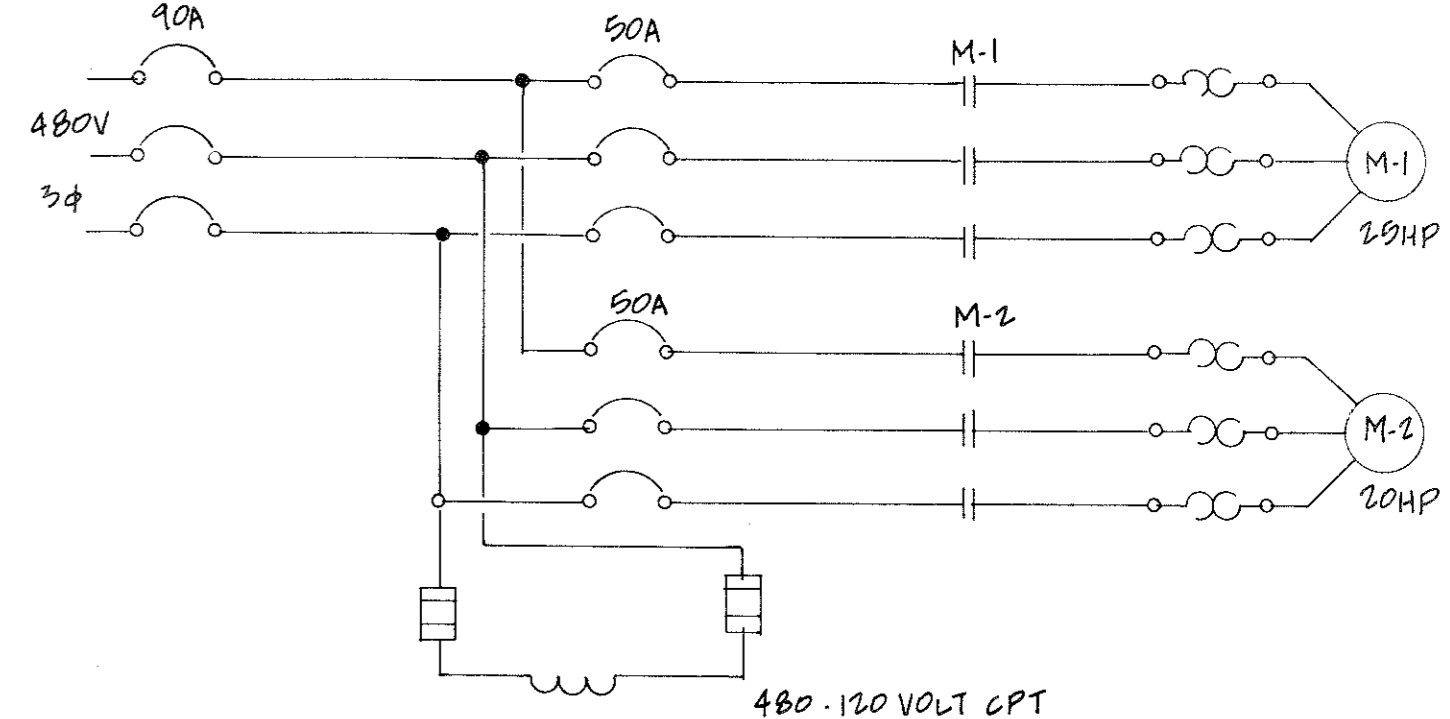 90A
50A
M-1
480V
3φ
M-1
25HP
50A
M-2
M-2
20HP
480-120 VOLT CPT